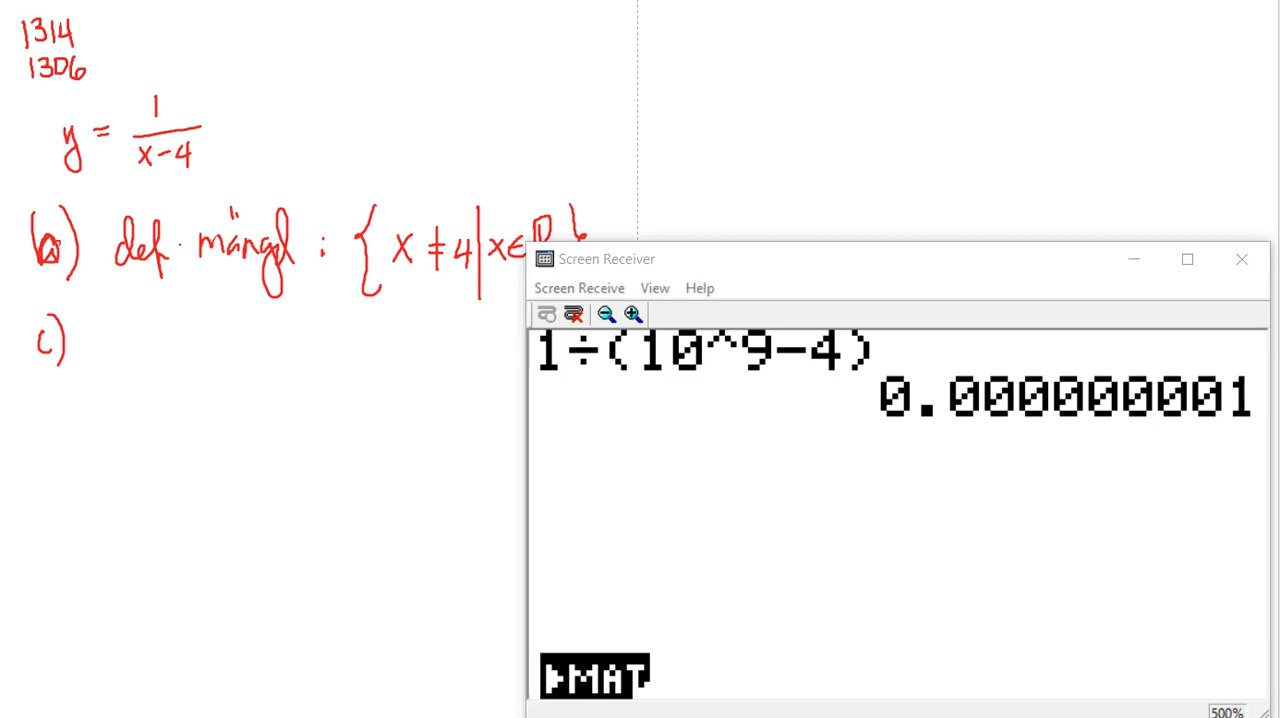 1314
1306
y = 1/(x-4)
b) def. mängd : { x ≠ 4 | x ∈
c)
Screen Receiver
Screen Receive View Help
1÷(10^9-4)
0.000000001
▶MAT
500%